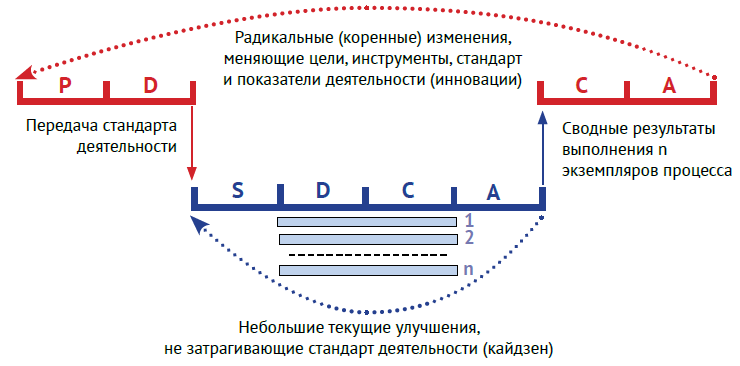 Радикальные (коренные) изменения,
меняющие цели, инструменты, стандарт
и показатели деятельности (инновации)
P D C A
Передача стандарта
деятельности
Сводные результаты
выполнения n
экземпляров процесса
S D C A
1
2
n
Небольшие текущие улучшения,
не затрагивающие стандарт деятельности (кайдзен)